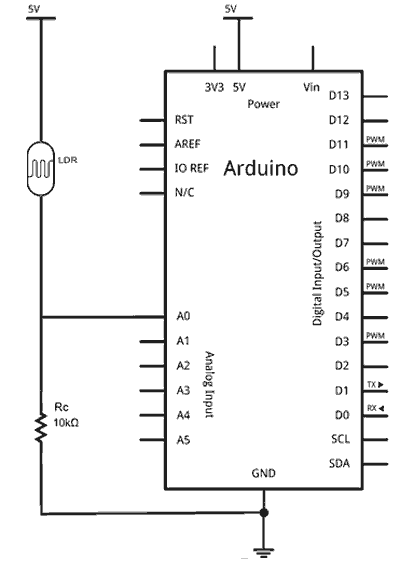 5V
5V
3V3 5V Vin
Power
LDR
Arduino
RST
AREF
IO REF
N/C
A0
A1
A2
A3
A4
A5
Analog Input
Rc
10kΩ
D13
D12
D11 PWM
D10 PWM
D9 PWM
D8
D7
D6 PWM
D5 PWM
D4
D3 PWM
D2
D1 TX ▶
D0 RX ◀
SCL
SDA
Digital Input/Output
GND